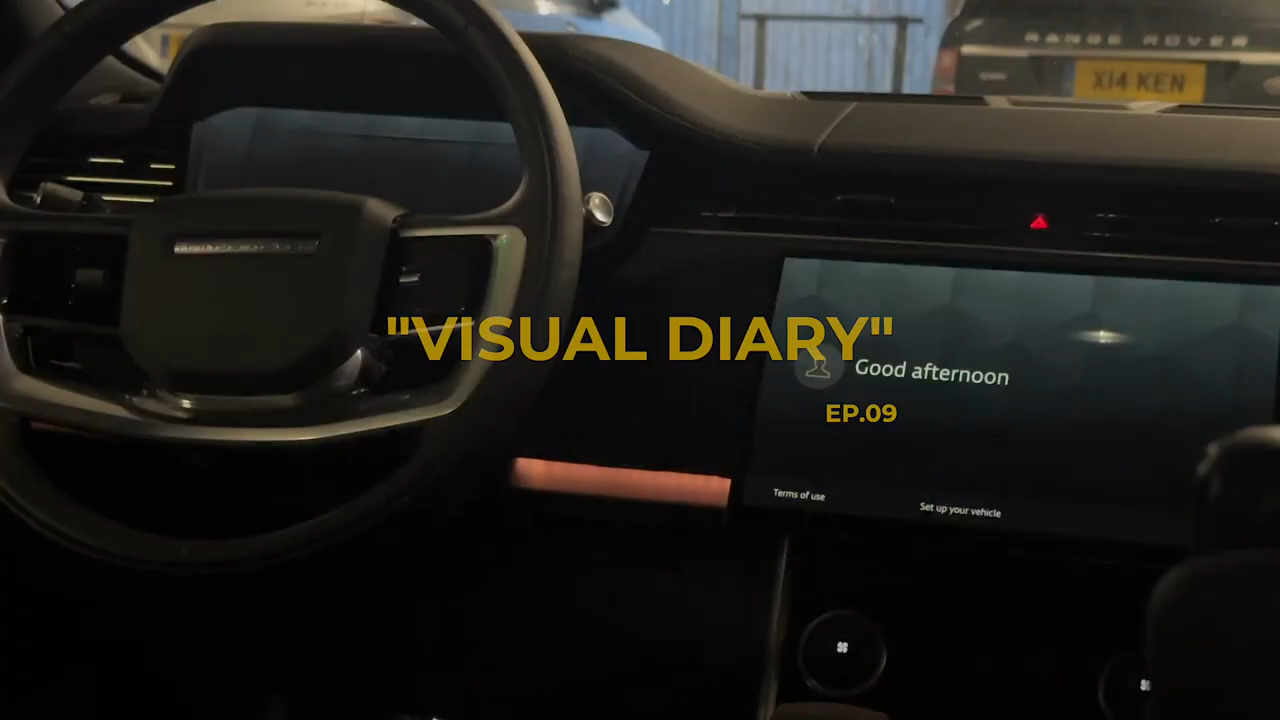 RANGE ROVER
X14 KEN
"VISUAL DIARY"
Good afternoon
EP.09
Terms of use
Set up your vehicle